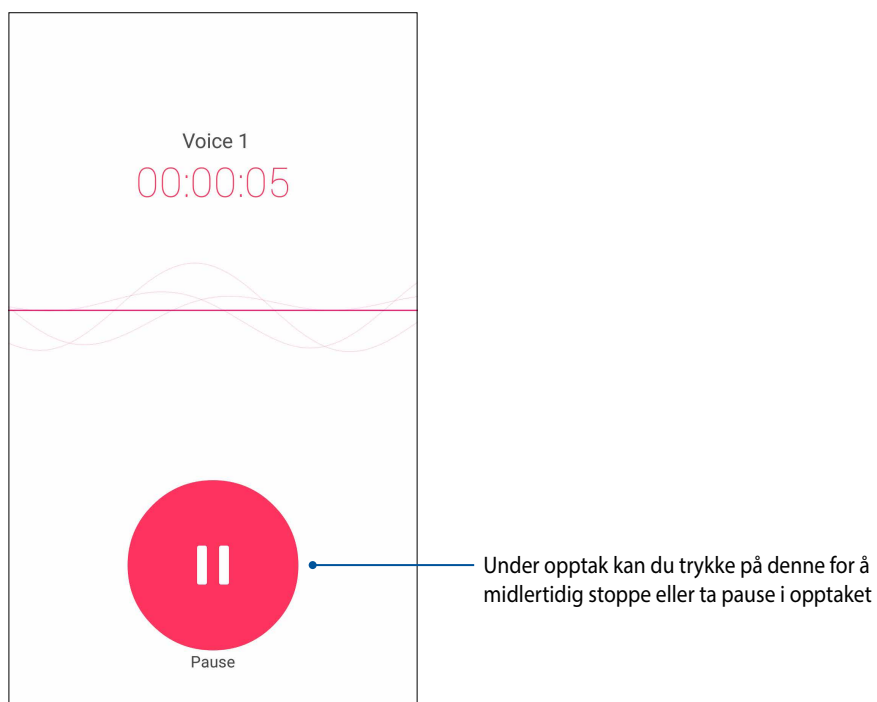 Voice 1
00:00:05
Under opptak kan du trykke på denne for å
midlertidig stoppe eller ta pause i opptaket
Pause